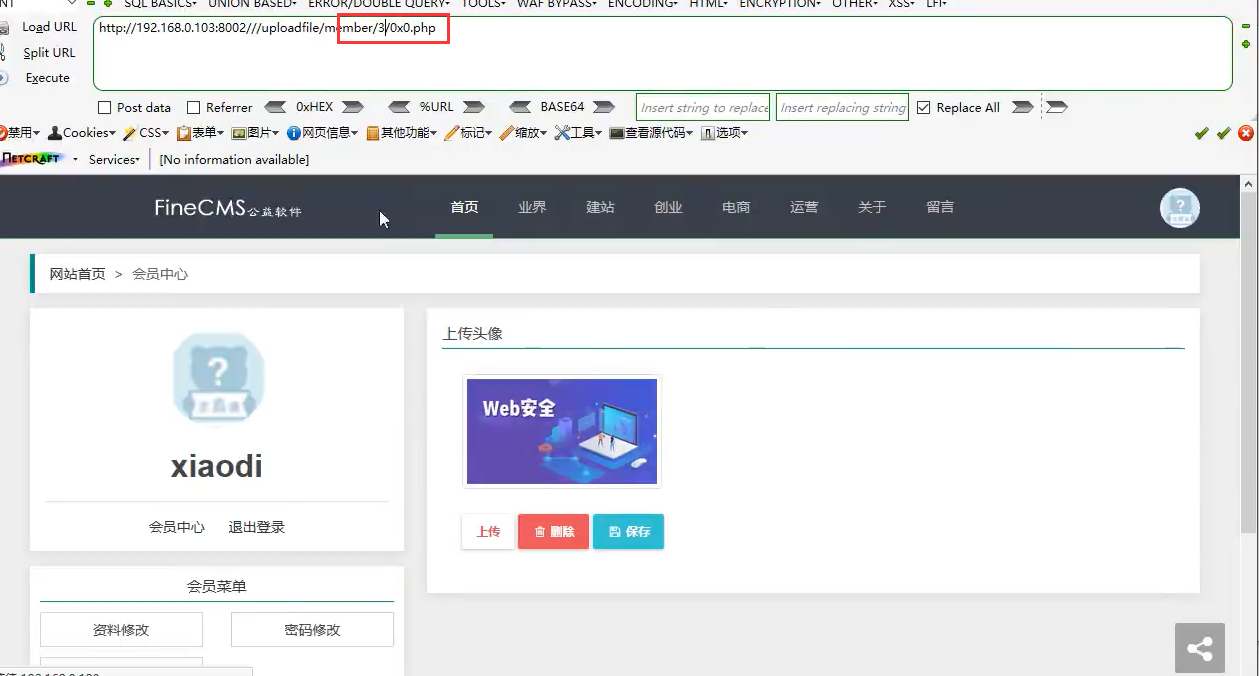 SQL BASICS▾ UNION BASED▾ ERROR/DOUBLE QUERY▾ TOOLS▾ WAF BYPASS▾ ENCODING▾ HTML▾ ENCRYPTION▾ OTHER▾ XSS▾ LFI▾
Load URL http://192.168.0.103:8002///uploadfile/member/3/0x0.php
Split URL
Execute
Post data Referrer 0xHEX %URL BASE64 Insert string to replace Insert replacing string Replace All
禁用▾ Cookies▾ CSS▾ 表单▾ 图片▾ 网页信息▾ 其他功能▾ 标记▾ 缩放▾ 工具▾ 查看源代码▾ 选项▾
NETCRAFT Services▾ [No information available]
FineCMS公益软件 首页 业界 建站 创业 电商 运营 关于 留言
网站首页 > 会员中心
上传头像
Web安全
xiaodi
会员中心 退出登录
上传 删除 保存
会员菜单
资料修改 密码修改